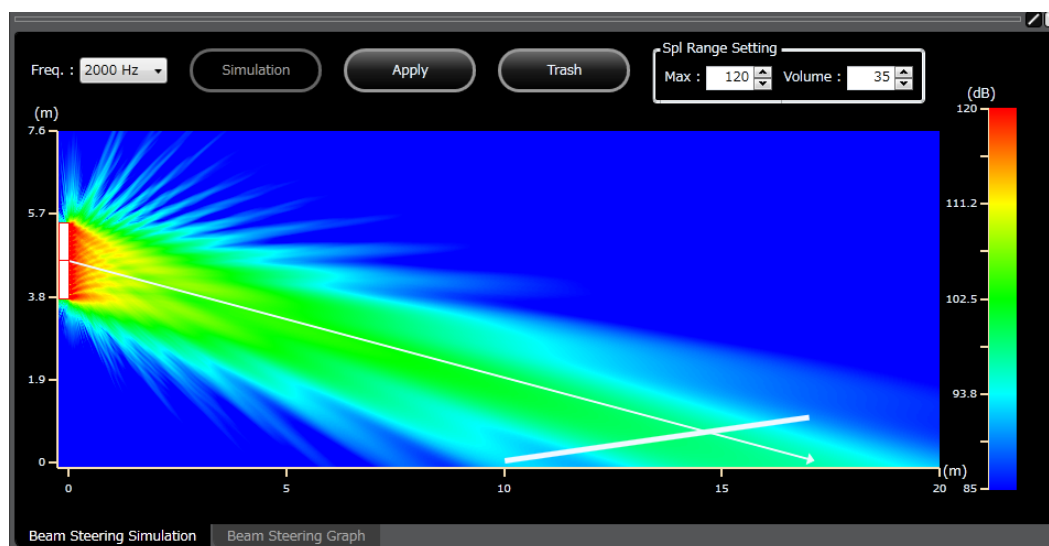 Spl Range Setting
Freq. : 2000 Hz Simulation Apply Trash Max : 120 Volume : 35
(dB)
(m) 120
7.6
5.7 111.2
3.8 102.5
1.9 93.8
0 (m)
0 5 10 15 20 85
Beam Steering Simulation Beam Steering Graph